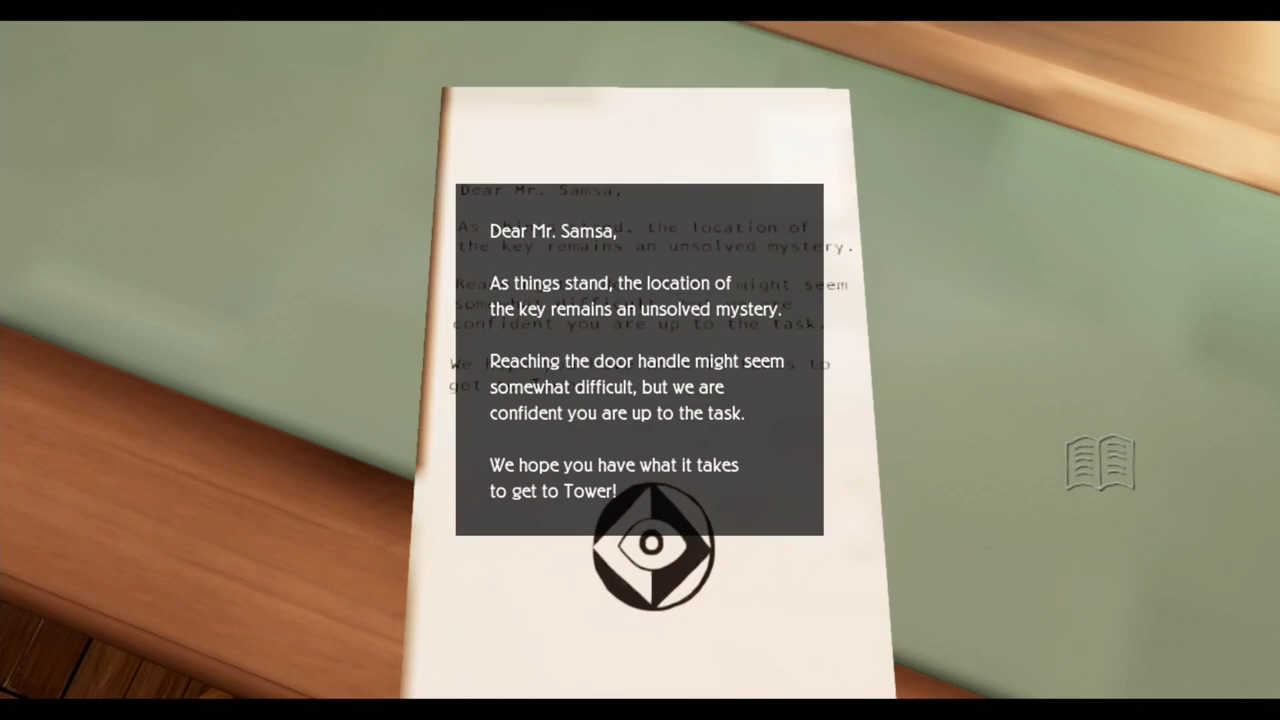 Dear Mr. Samsa,
As things stand, the location of
the key remains an unsolved mystery.
Reaching the door handle might seem
somewhat difficult, but we are
confident you are up to the task.
We hope you have what it takes
to get to Tower!